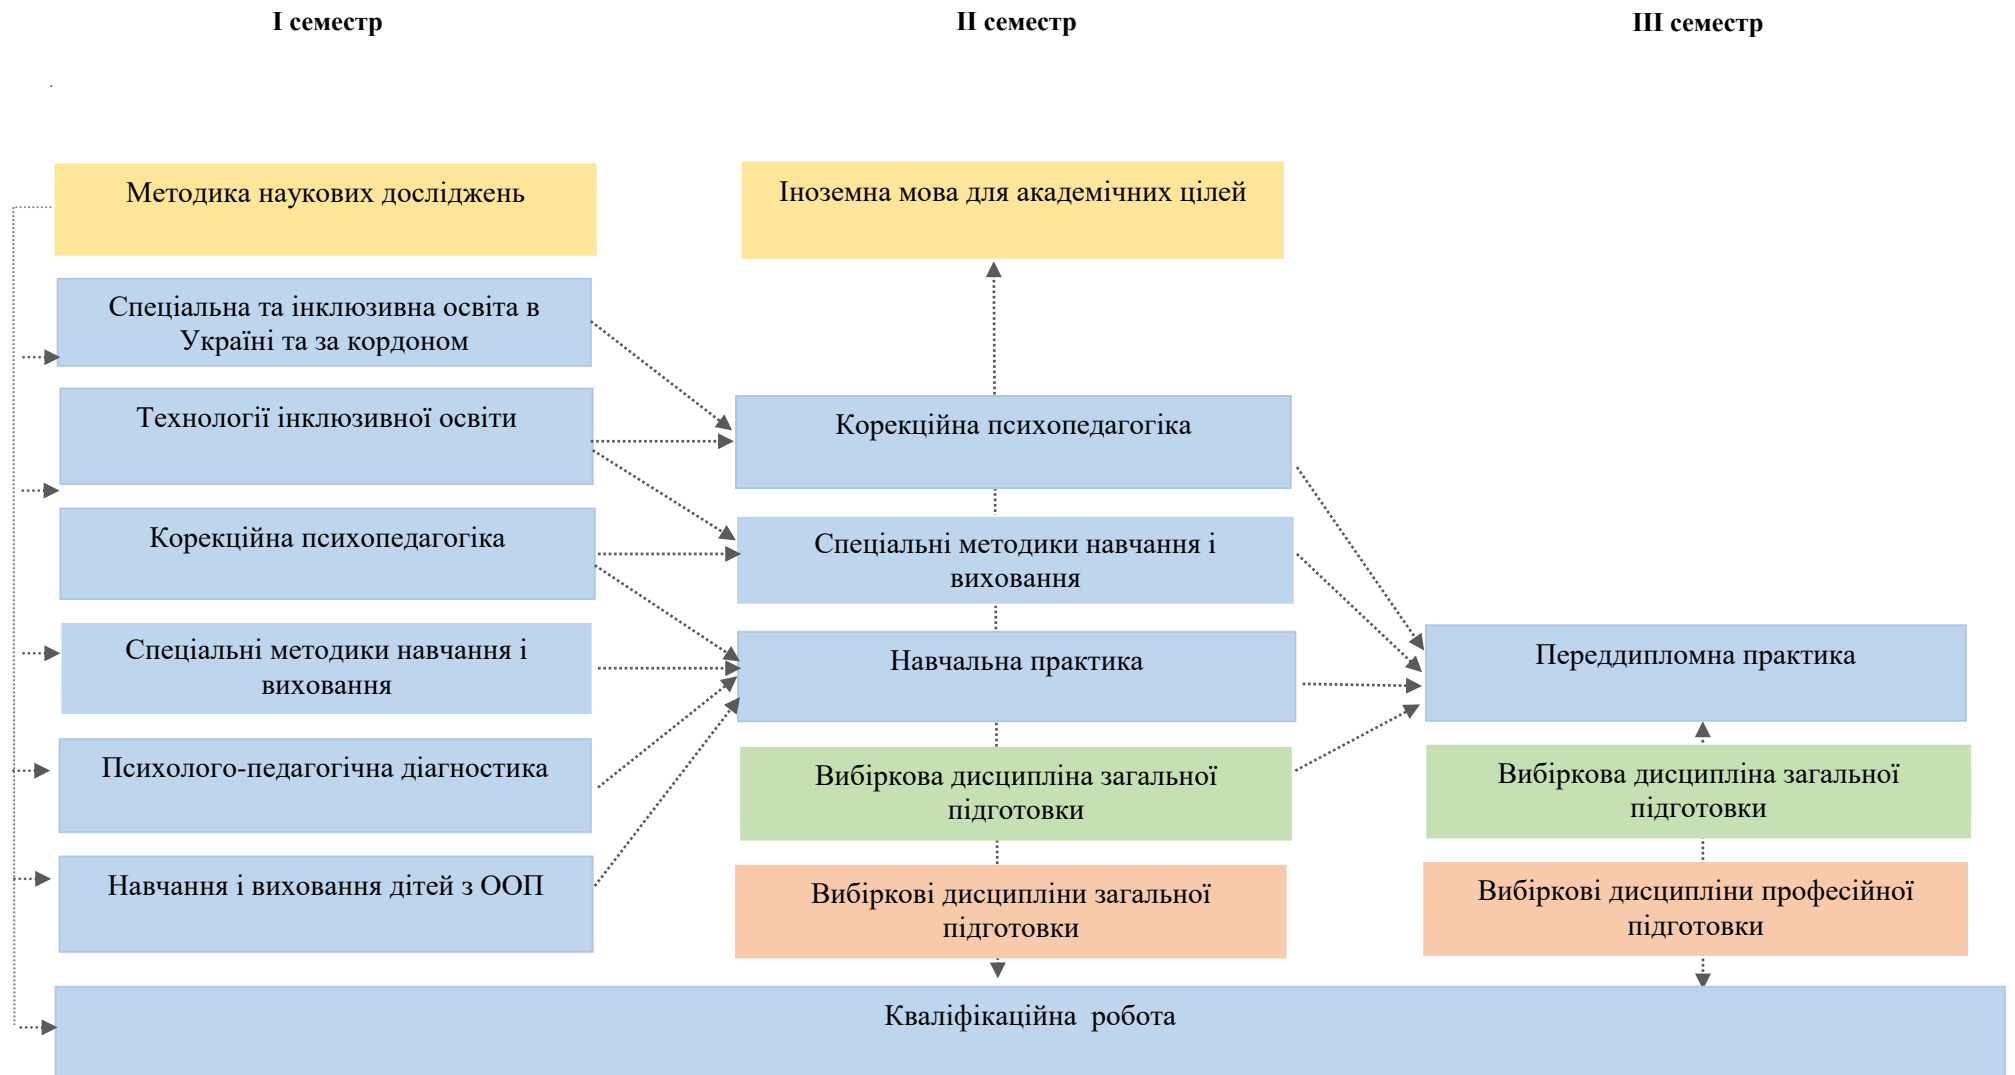 I семестр
II семестр
III семестр
Методика наукових досліджень
Іноземна мова для академічних цілей
Спеціальна та інклюзивна освіта в
Україні та за кордоном
Технології інклюзивної освіти
Корекційна психопедагогіка
Корекційна психопедагогіка
Спеціальні методики навчання і
виховання
Спеціальні методики навчання і
виховання
Навчальна практика
Переддипломна практика
Психолого-педагогічна діагностика
Вибіркова дисципліна загальної
підготовки
Вибіркова дисципліна загальної
підготовки
Навчання і виховання дітей з ООП
Вибіркові дисципліни загальної
підготовки
Вибіркові дисципліни професійної
підготовки
Кваліфікаційна робота